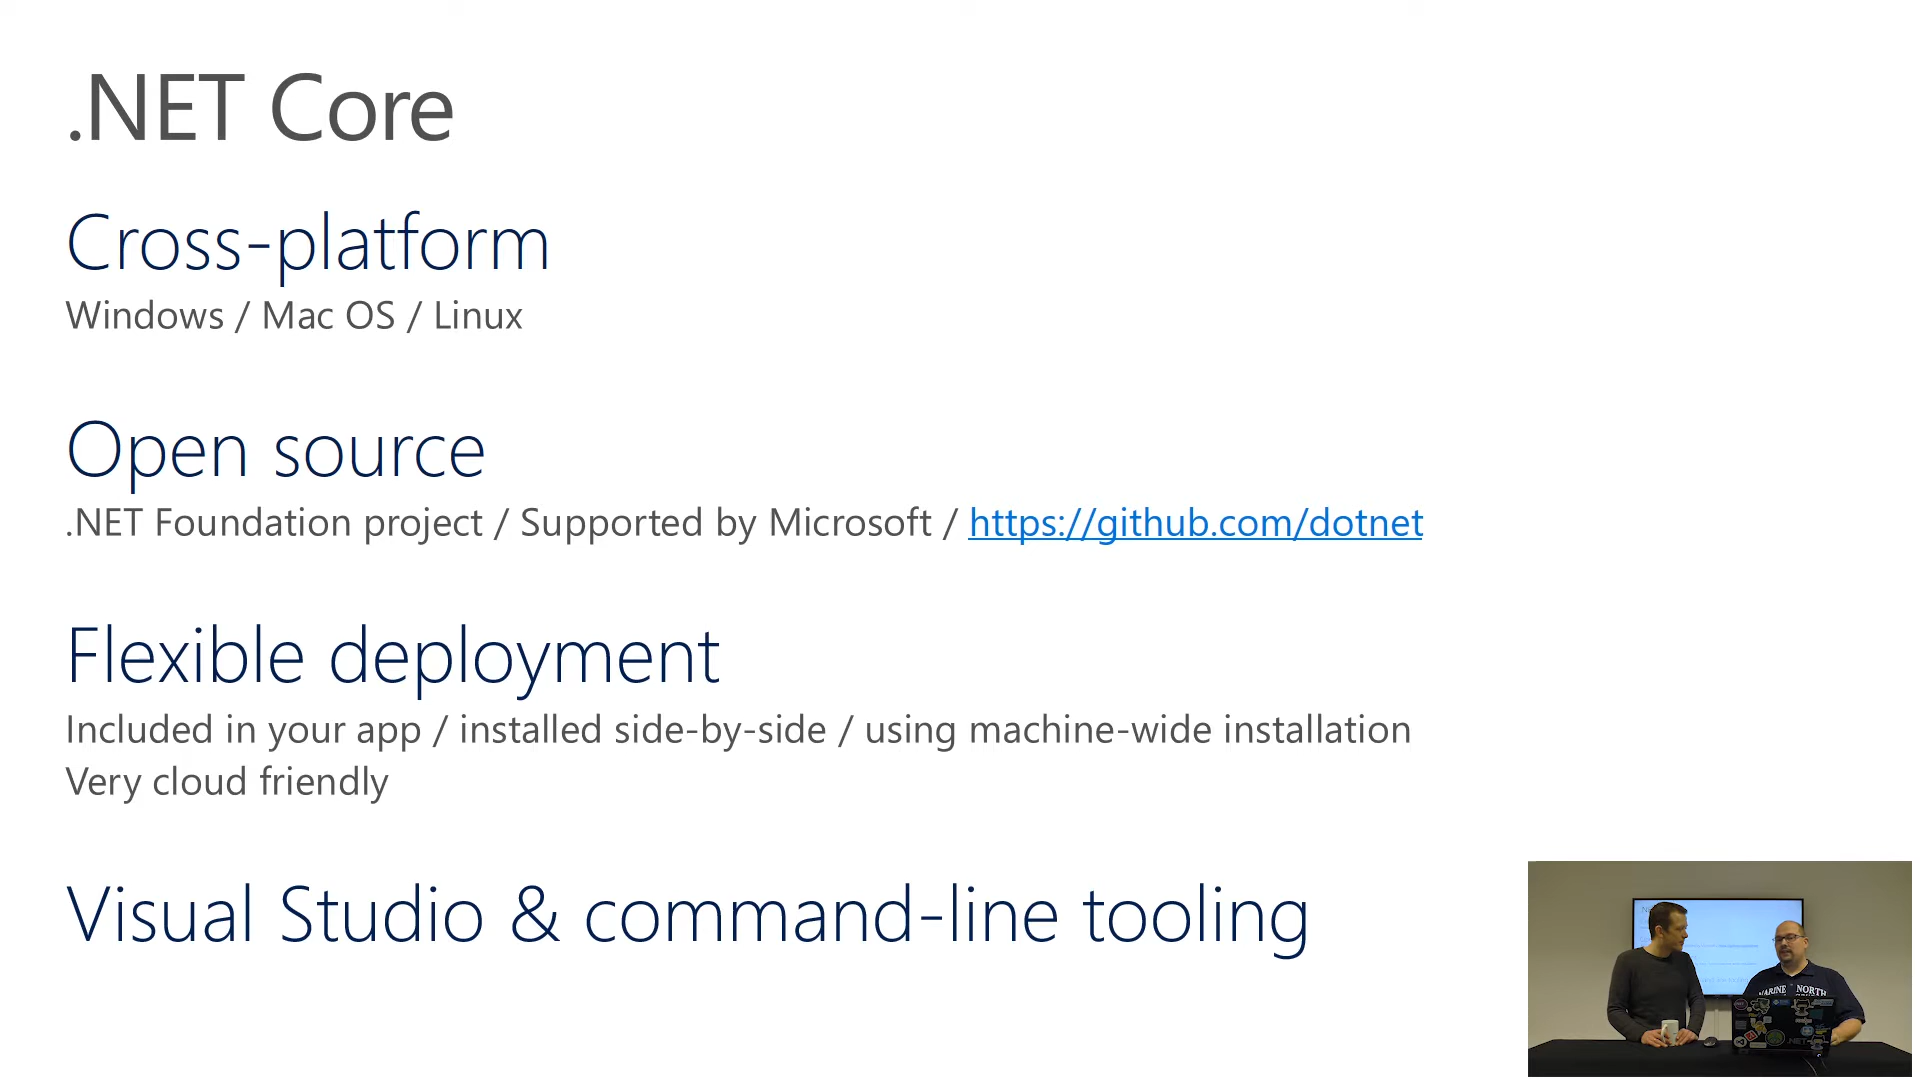 .NET Core
Cross-platform
Windows / Mac OS / Linux
Open source
.NET Foundation project / Supported by Microsoft / https://github.com/dotnet
Flexible deployment
Included in your app / installed side-by-side / using machine-wide installation
Very cloud friendly
Visual Studio & command-line tooling
NORTH
.NET